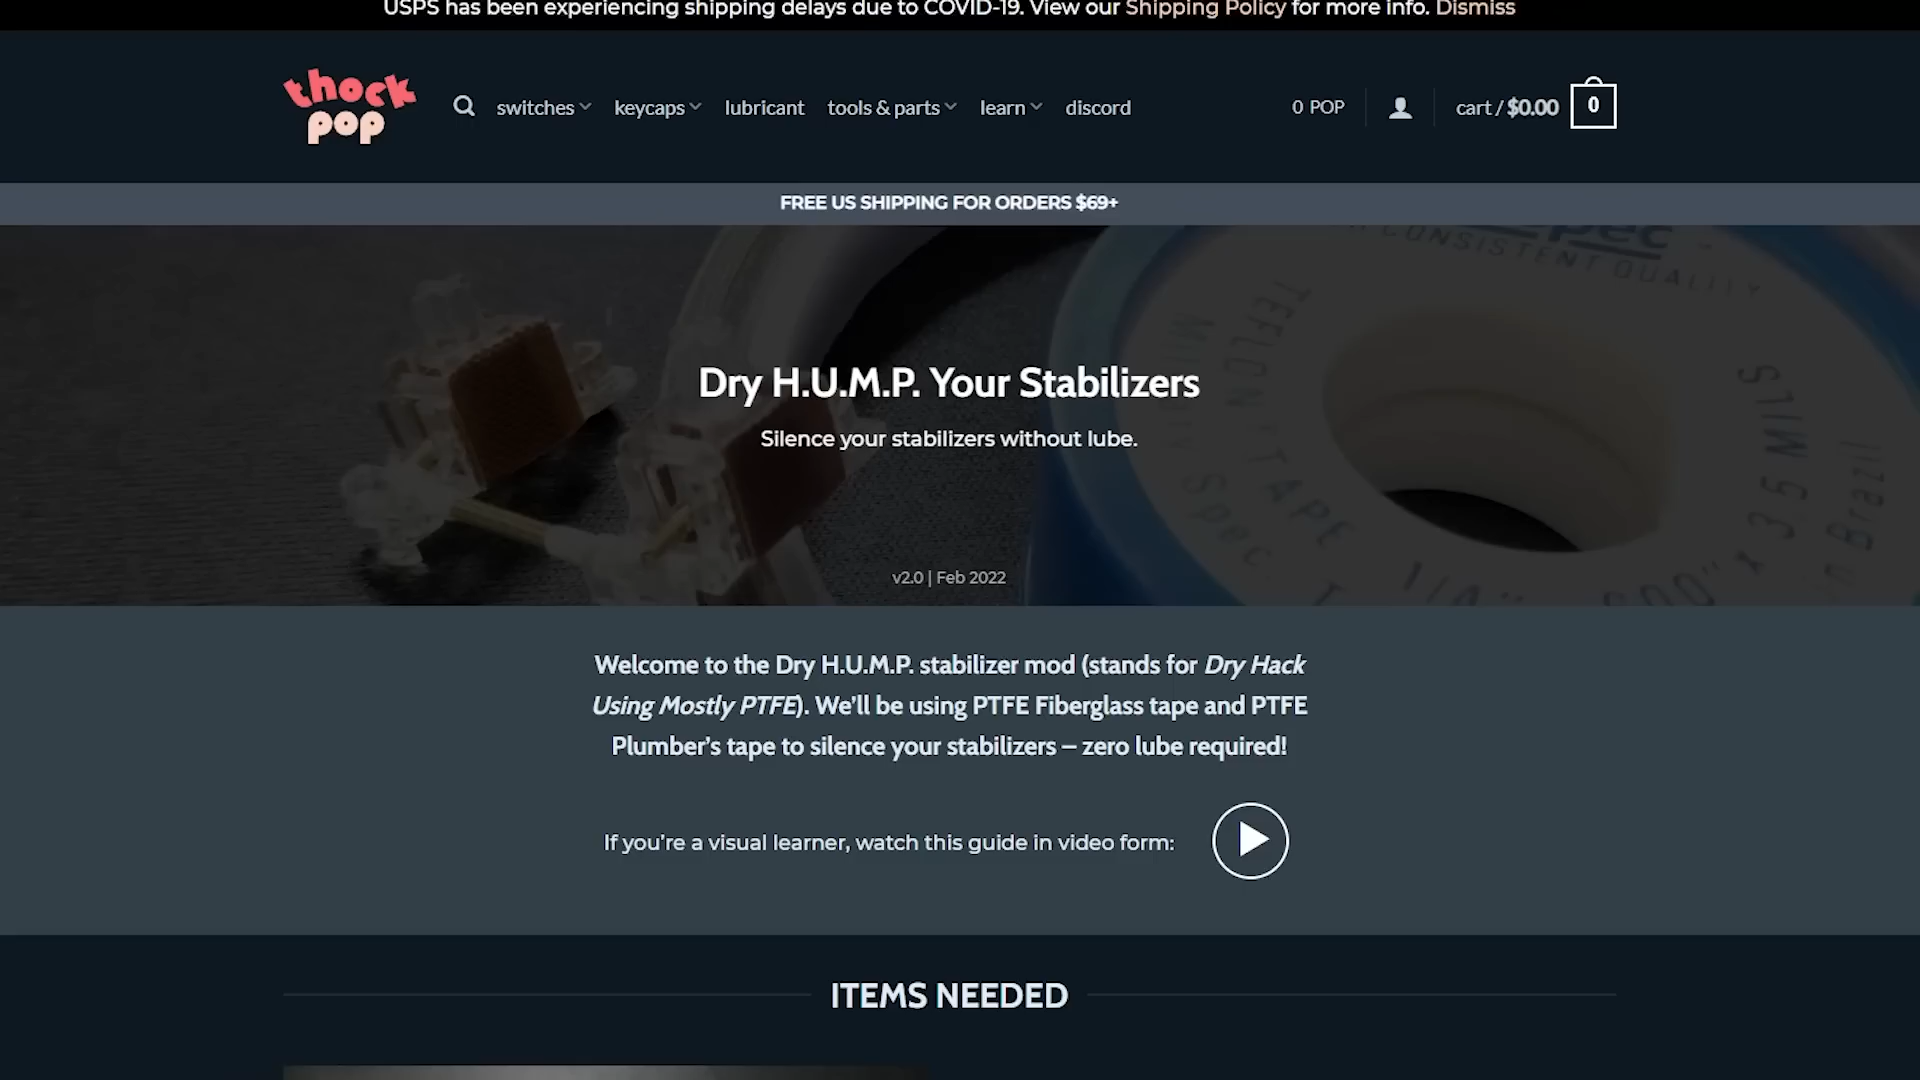 USPS has been experiencing shipping delays due to COVID-19. View our Shipping Policy for more info. Dismiss
thock
pop
switches keycaps lubricant tools & parts learn discord 0 POP cart / $0.00 0
FREE US SHIPPING FOR ORDERS $69+
CONSISTENT QUALITY
TEFLON TAPE
Dry H.U.M.P. Your Stabilizers
Silence your stabilizers without lube.
v2.0 | Feb 2022
Welcome to the Dry H.U.M.P. stabilizer mod (stands for Dry Hack
Using Mostly PTFE). We'll be using PTFE Fiberglass tape and PTFE
Plumber's tape to silence your stabilizers – zero lube required!
If you're a visual learner, watch this guide in video form:
ITEMS NEEDED